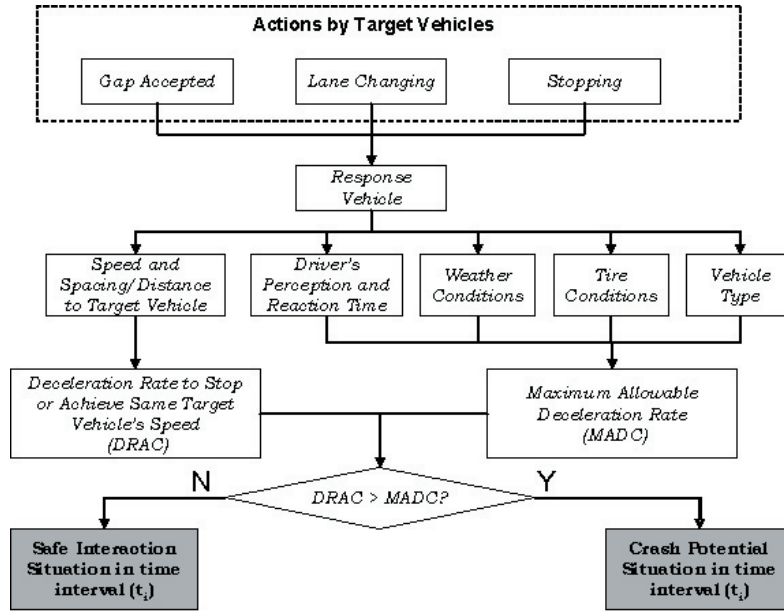 Actions by Target Vehicles
Gap Accepted
Lane Changing
Stopping
Response
Vehicle
Speed and
Spacing/Distance
to Target Vehicle
Driver's
Perception and
Reaction Time
Weather
Conditions
Tire
Conditions
Vehicle
Type
Deceleration Rate to Stop
or Achieve Same Target
Vehicle's Speed
(DRAC)
Maximum Allowable
Deceleration Rate
(MADC)
N
DRAC > MADC?
Y
Safe Interaction
Situation in time
interval (tᵢ)
Crash Potential
Situation in time
interval (tᵢ)